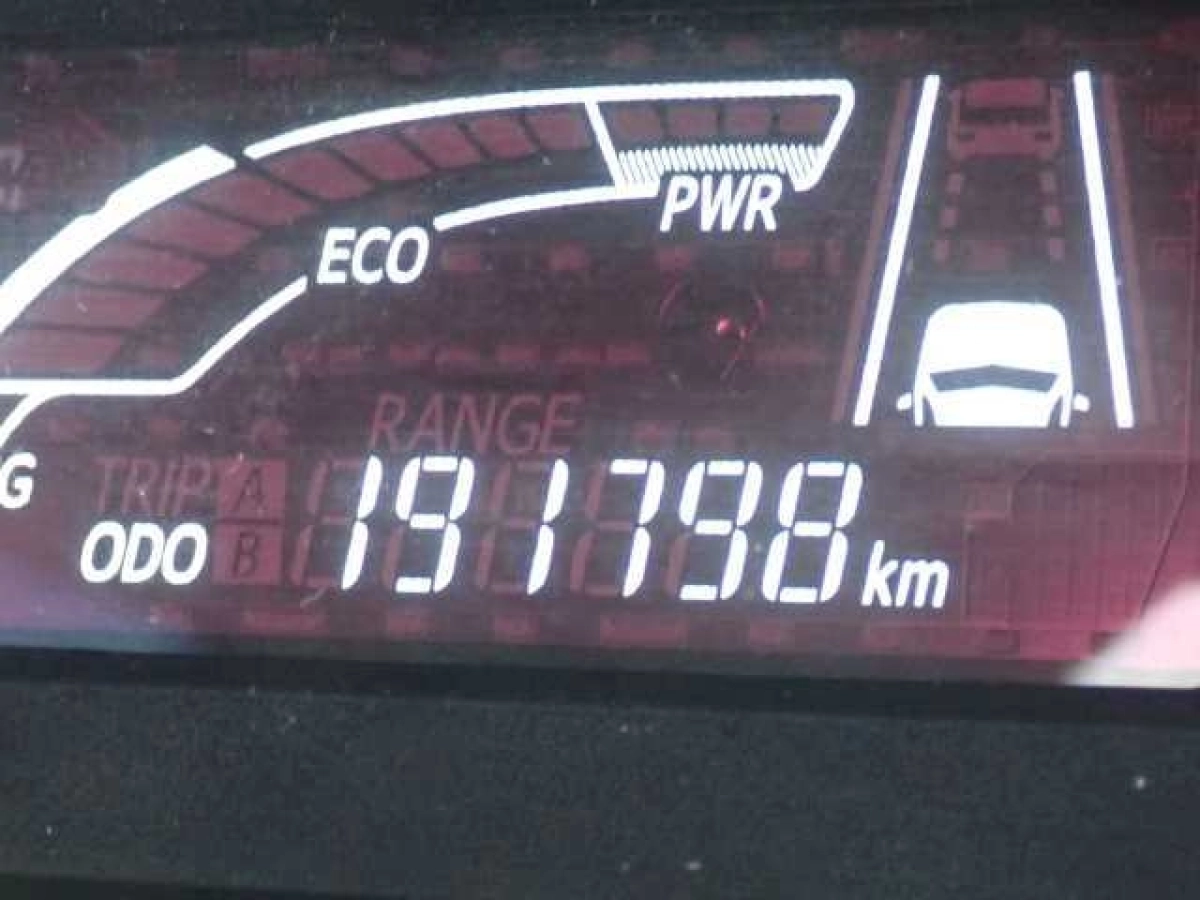 PWR
ECO
RANGE
TRIP A
B
G
ODO 191798 km